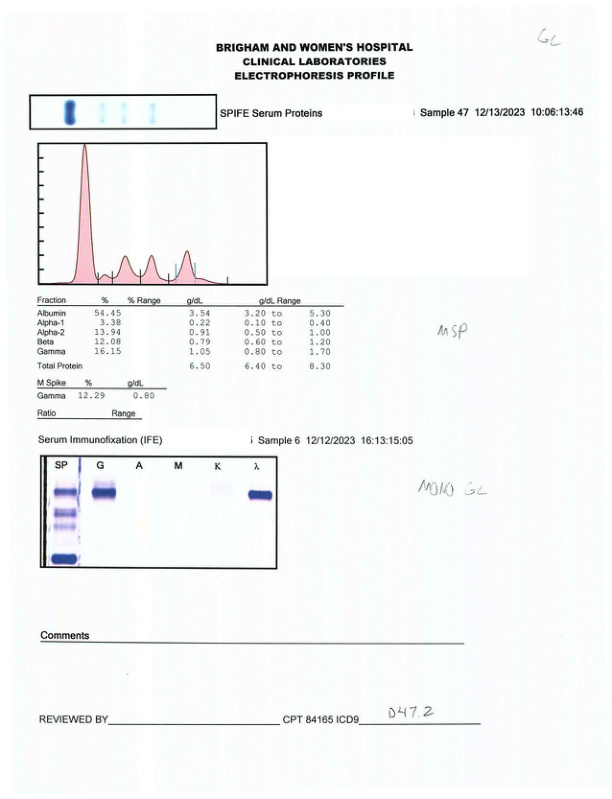 GL
BRIGHAM AND WOMEN'S HOSPITAL
CLINICAL LABORATORIES
ELECTROPHORESIS PROFILE
SPIFE Serum Proteins Sample 47 12/13/2023 10:06:13:46
Fraction % % Range g/dL g/dL Range
Albumin 54.45 3.54 3.20 to 5.30
Alpha-1 3.38 0.22 0.10 to 0.40
Alpha-2 13.94 0.91 0.50 to 1.00
Beta 12.08 0.79 0.60 to 1.20
Gamma 16.15 1.05 0.80 to 1.70
MSP
Total Protein 6.50 6.40 to 8.30
M Spike % g/dL
Gamma 12.29 0.80
Ratio Range
Serum Immunofixation (IFE) Sample 6 12/12/2023 16:13:15:05
SP G A M K λ
MONO GL
Comments
REVIEWED BY CPT 84165 ICD9 D47.2